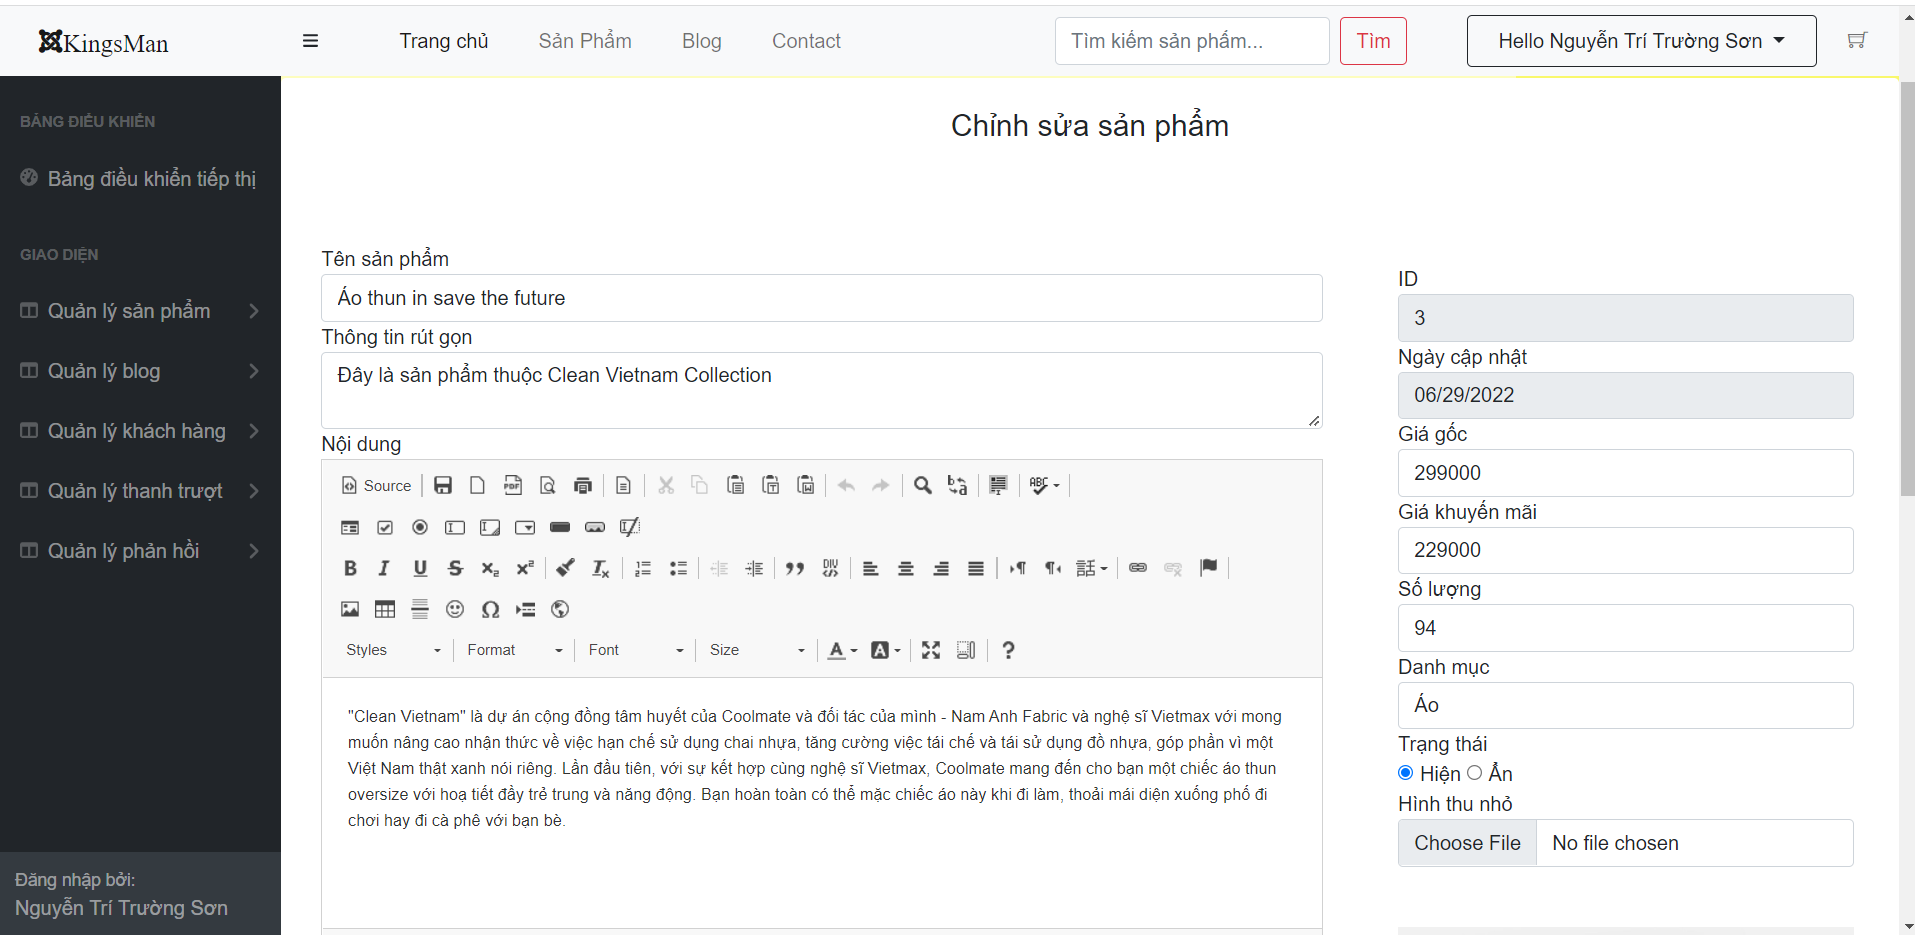 KingsMan
Trang chủ
Sản Phẩm
Blog
Contact
Tìm kiếm sản phẩm...
Tìm
Hello Nguyễn Trí Trường Sơn
BẢNG ĐIỀU KHIỂN
Bảng điều khiển tiếp thị
GIAO DIỆN
Quản lý sản phẩm
Quản lý blog
Quản lý khách hàng
Quản lý thanh trượt
Quản lý phản hồi
Đăng nhập bởi:
Nguyễn Trí Trường Sơn
Chỉnh sửa sản phẩm
Tên sản phẩm
Áo thun in save the future
Thông tin rút gọn
Đây là sản phẩm thuộc Clean Vietnam Collection
Nội dung
Source
Styles
Format
Font
Size
"Clean Vietnam" là dự án cộng đồng tâm huyết của Coolmate và đối tác của mình - Nam Anh Fabric và nghệ sĩ Vietmax với mong
muốn nâng cao nhận thức về việc hạn chế sử dụng chai nhựa, tăng cường việc tái chế và tái sử dụng đồ nhựa, góp phần vì một
Việt Nam thật xanh nói riêng. Lần đầu tiên, với sự kết hợp cùng nghệ sĩ Vietmax, Coolmate mang đến cho bạn một chiếc áo thun
oversize với hoạ tiết đầy trẻ trung và năng động. Bạn hoàn toàn có thể mặc chiếc áo này khi đi làm, thoải mái diện xuống phố đi
chơi hay đi cà phê với bạn bè.
ID
3
Ngày cập nhật
06/29/2022
Giá gốc
299000
Giá khuyến mãi
229000
Số lượng
94
Danh mục
Áo
Trạng thái
Hiện Ẩn
Hình thu nhỏ
Choose File No file chosen